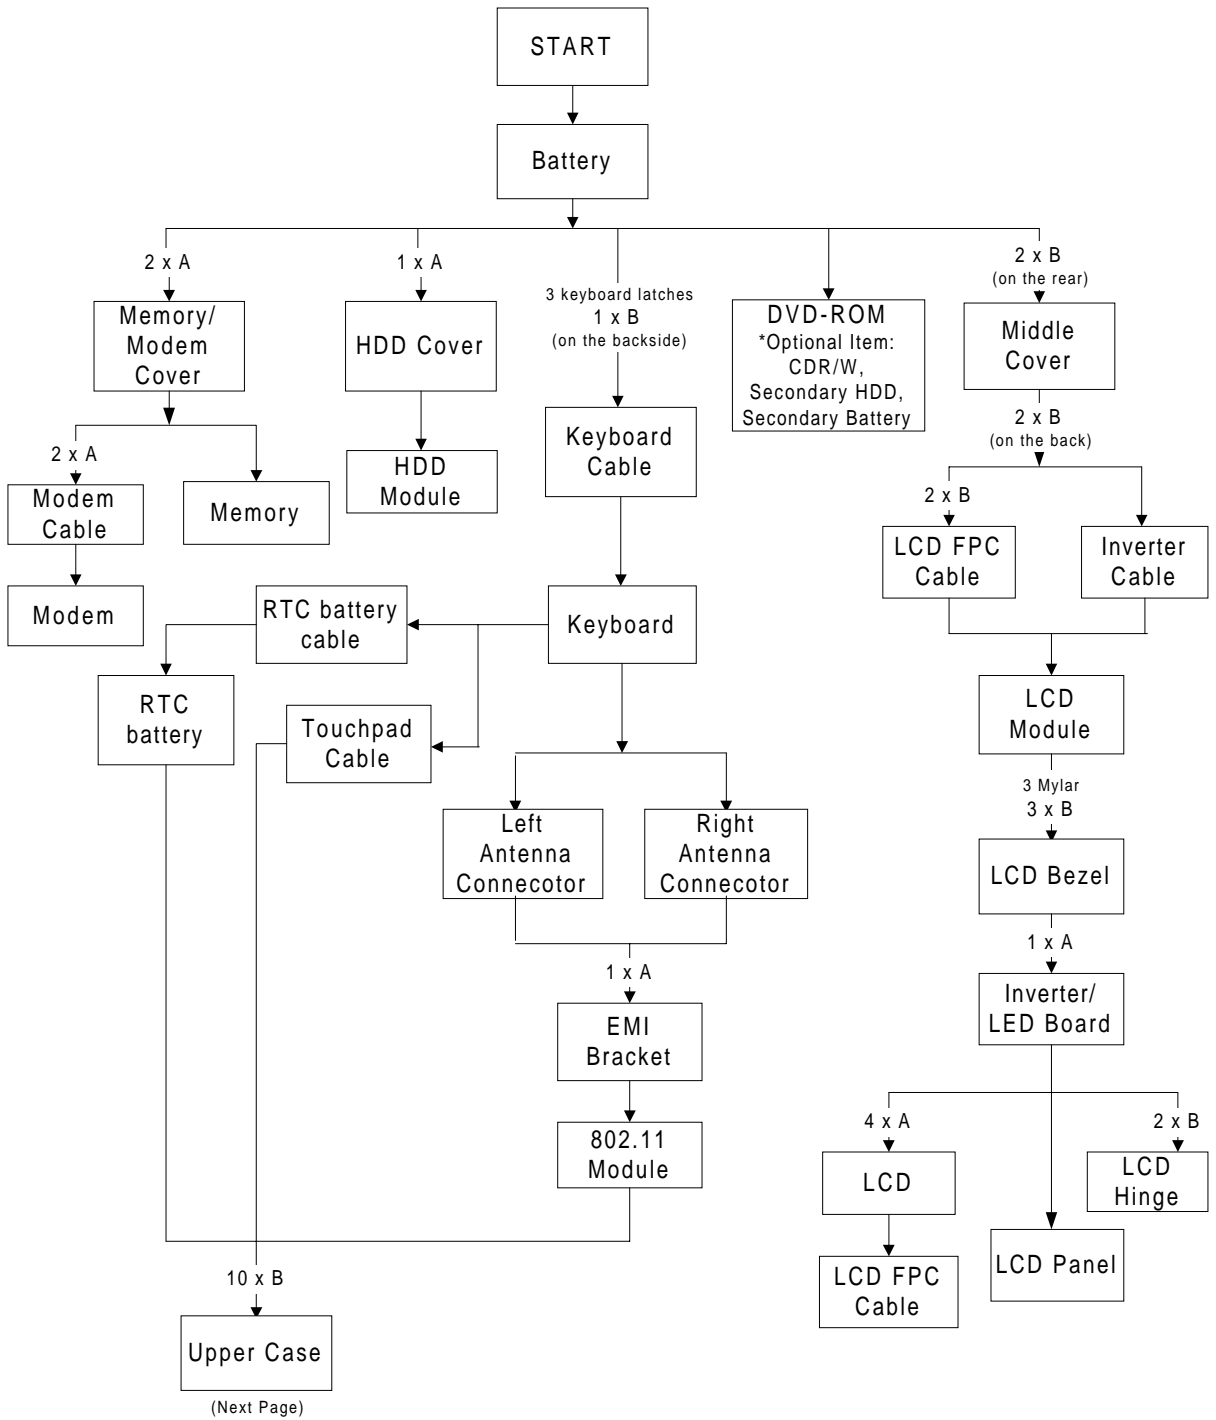 START
Battery
2 x A
1 x A
3 keyboard latches
1 x B
(on the backside)
2 x B
(on the rear)
Memory/
Modem
Cover
HDD Cover
DVD-ROM
*Optional Item:
CDR/W,
Secondary HDD,
Secondary Battery
Middle
Cover
2 x B
(on the back)
2 x A
Keyboard
Cable
HDD
Module
Modem
Cable
Memory
2 x B
LCD FPC
Cable
Inverter
Cable
Modem
RTC battery
cable
Keyboard
RTC
battery
Touchpad
Cable
LCD
Module
3 Mylar
3 x B
Left
Antenna
Connecotor
Right
Antenna
Connecotor
LCD Bezel
1 x A
1 x A
EMI
Bracket
Inverter/
LED Board
802.11
Module
4 x A
2 x B
LCD
LCD
Hinge
LCD FPC
Cable
LCD Panel
10 x B
Upper Case
(Next Page)